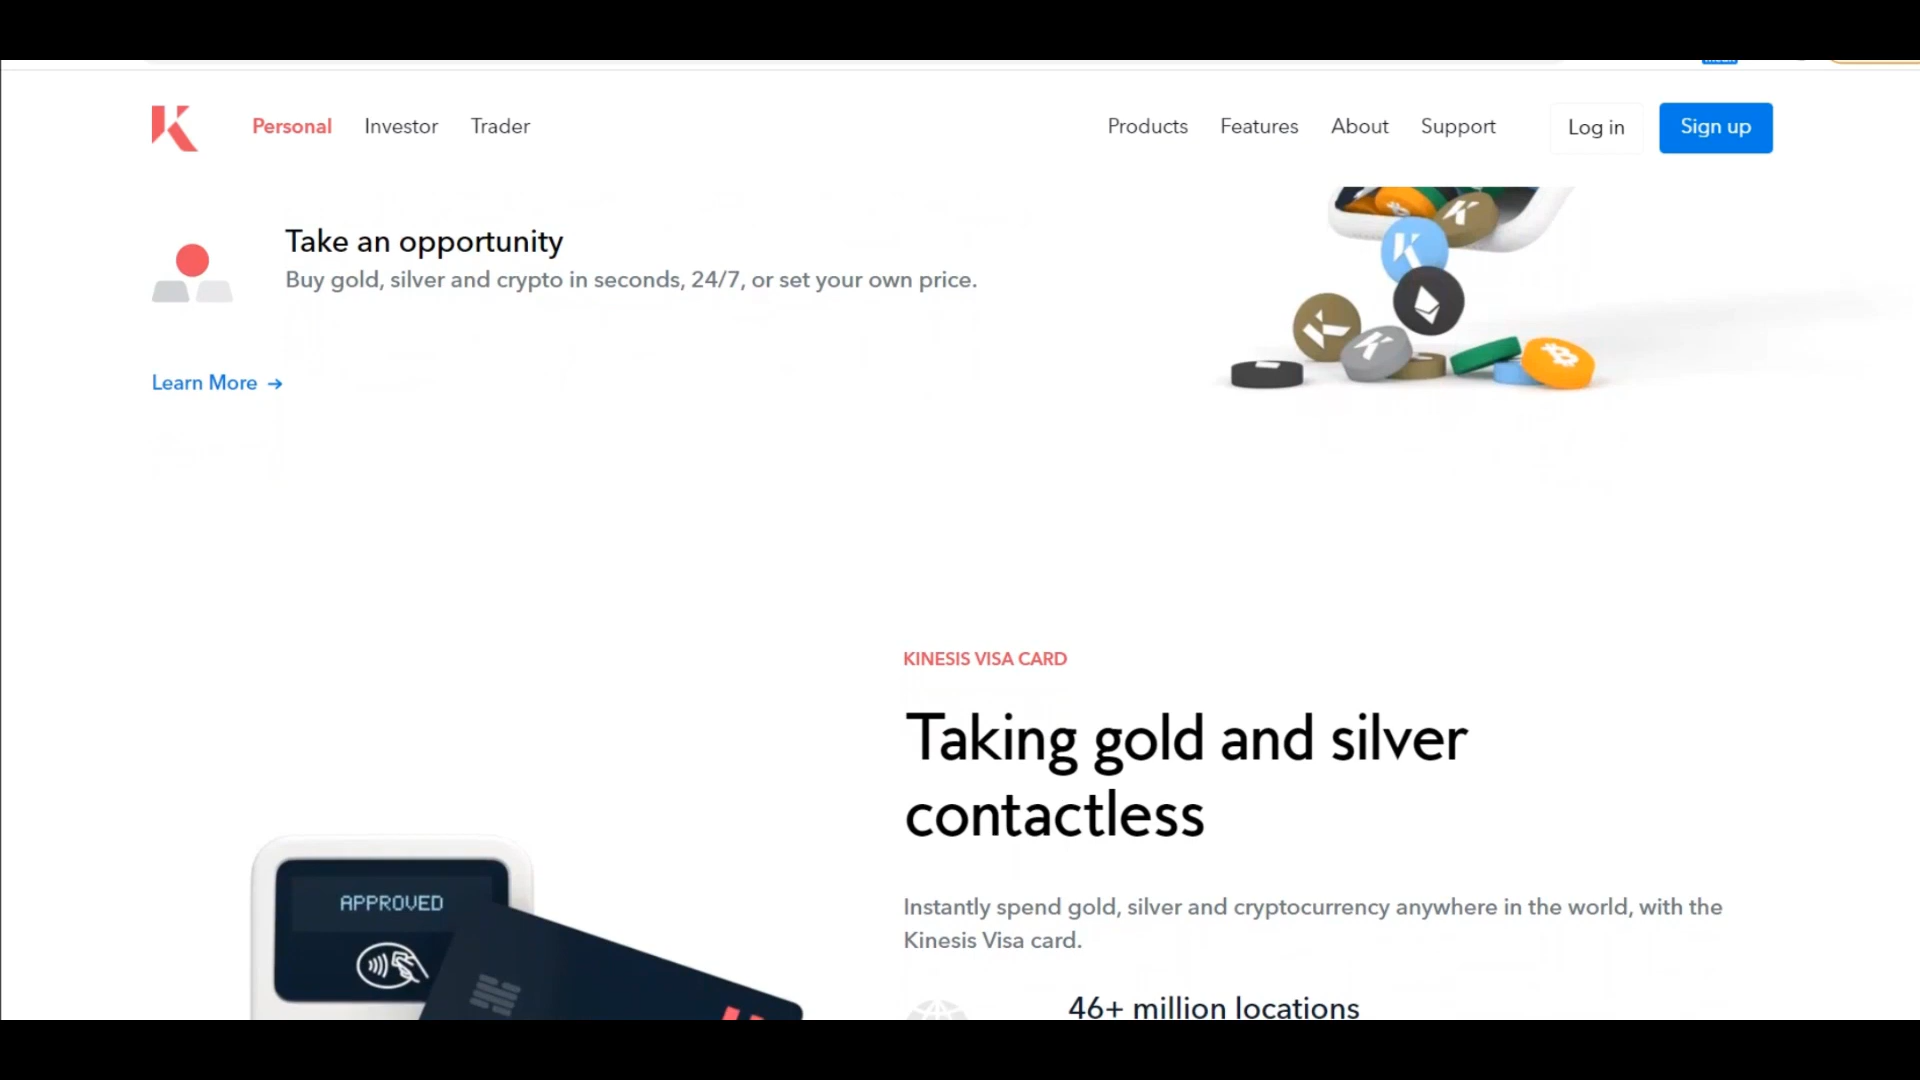 Personal Investor Trader Products Features About Support Log in Sign up
Take an opportunity
Buy gold, silver and crypto in seconds, 24/7, or set your own price.
Learn More →
KINESIS VISA CARD
Taking gold and silver
contactless
APPROVED
Instantly spend gold, silver and cryptocurrency anywhere in the world, with the
Kinesis Visa card.
46+ million locations